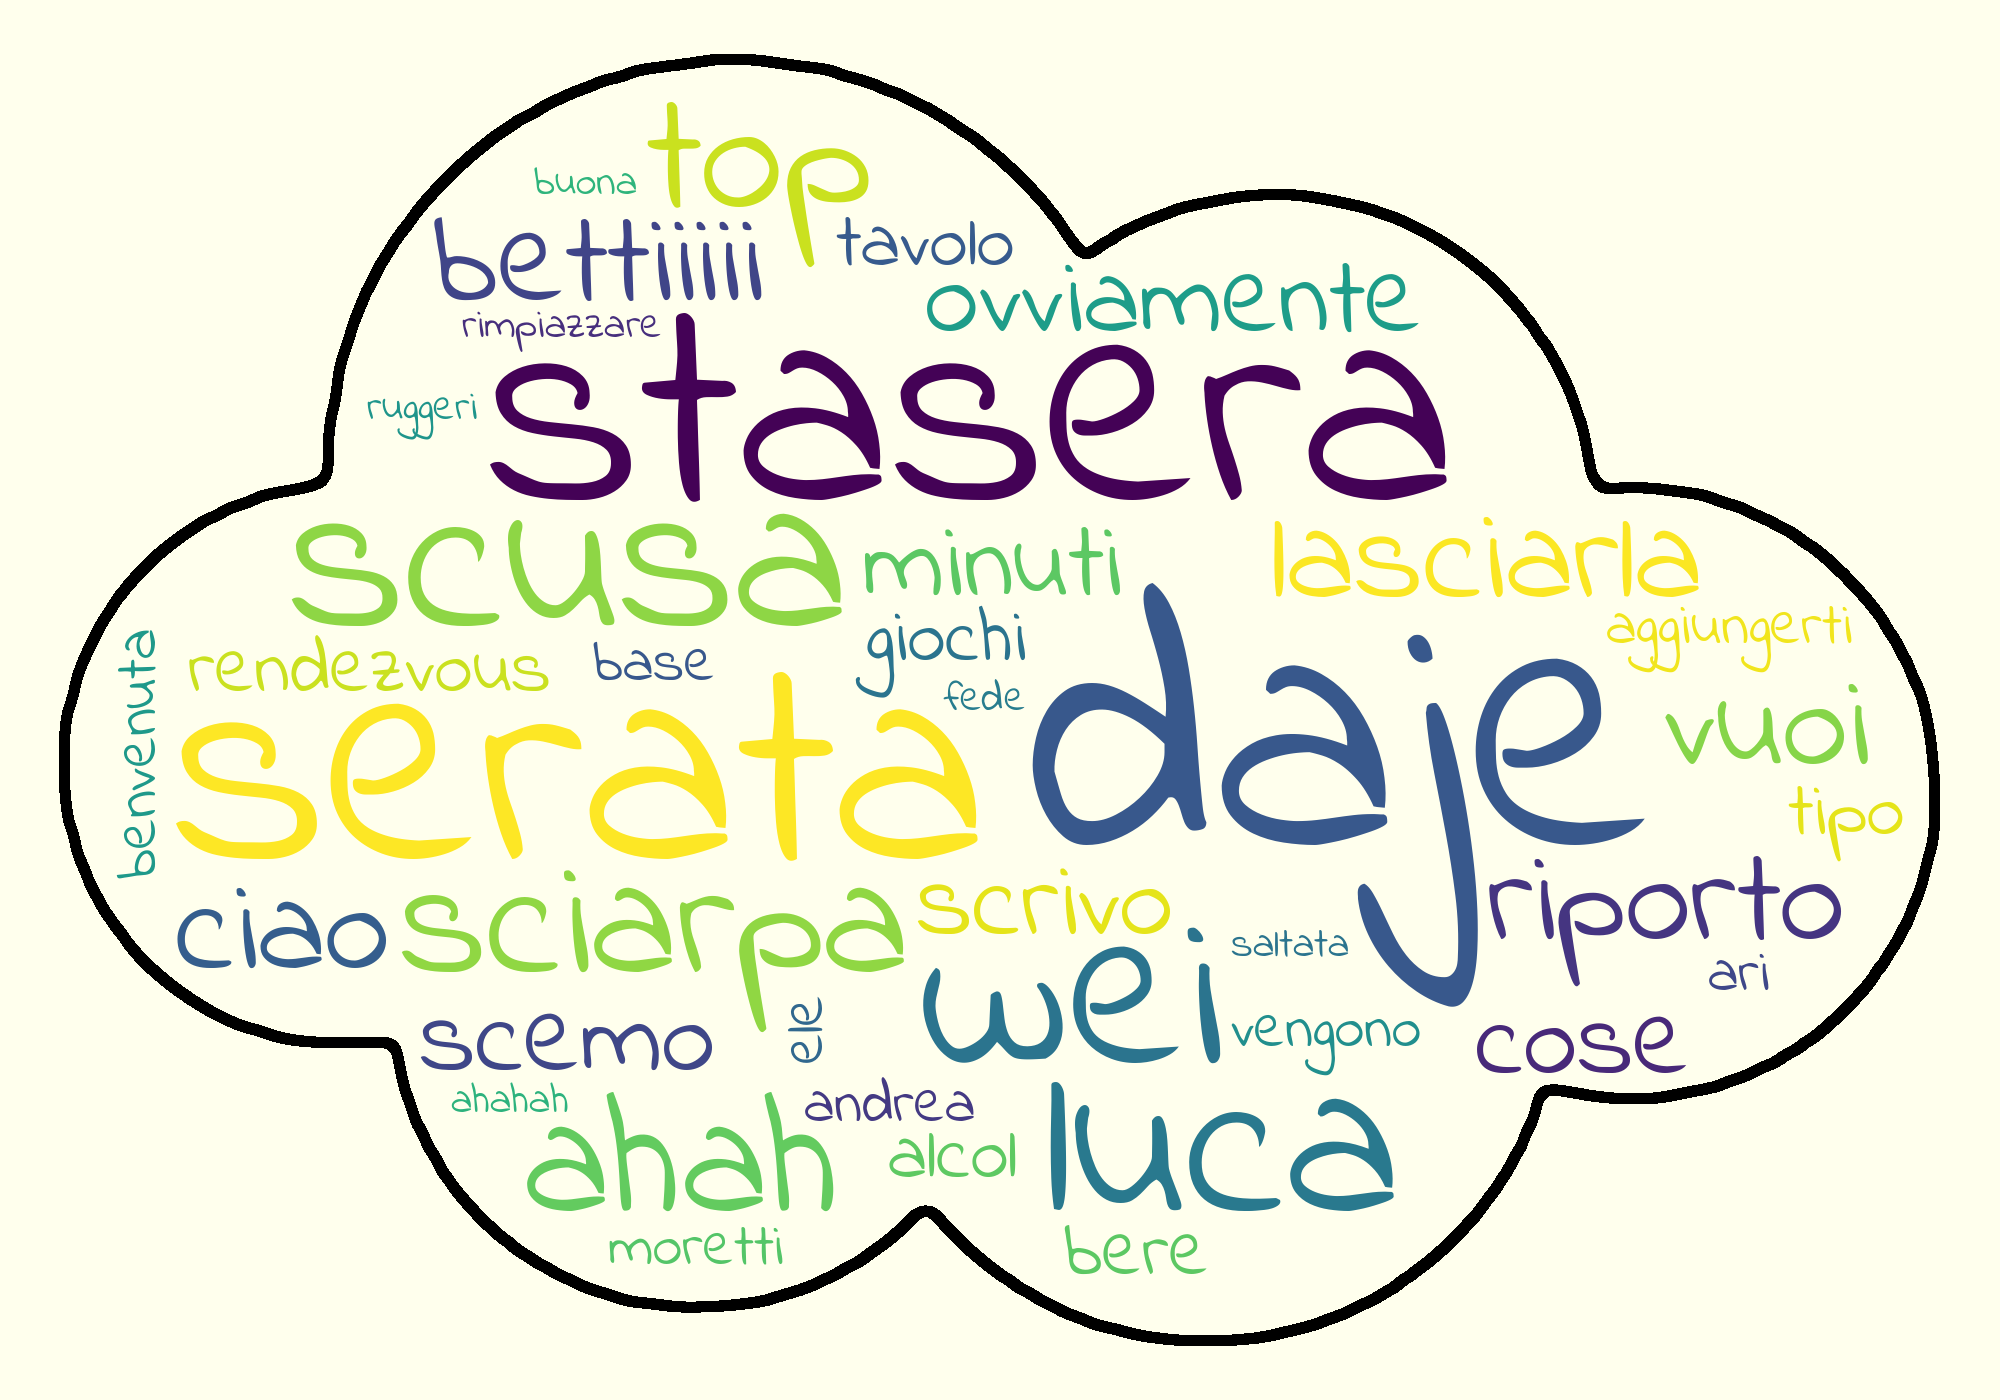 top
buona
bettiiiii
tavolo
ovviamente
rimpiazzare
stasera
ruggeri
scusa
minuti
lasciarla
giochi
aggiungerti
rendezvous
base
fede
daje
vuoi
benvenuta
serata
tipo
ciao
sciarpa
scrivo
riporto
wei
saltata
ari
scemo
ele
vengono
cose
ahahah
ahah
andrea
luca
alcol
moretti
bere